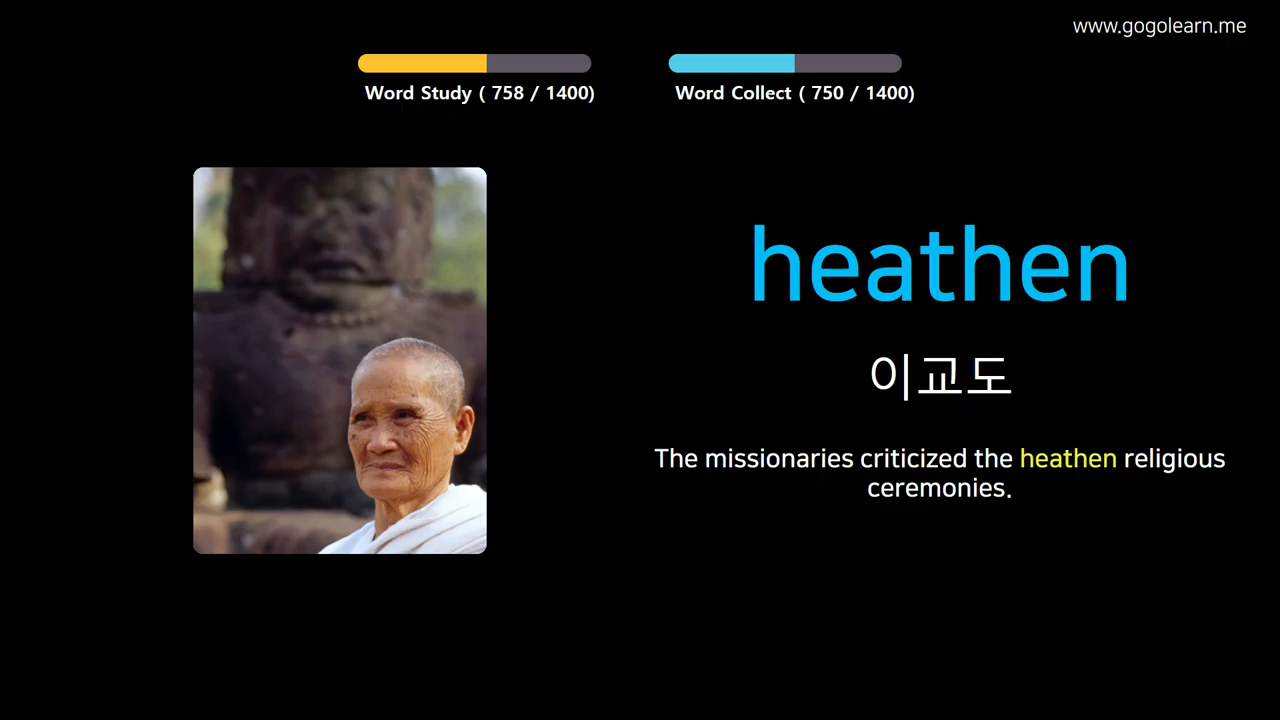 www.gogolearn.me
Word Study ( 758 / 1400)
Word Collect ( 750 / 1400)
heathen
이교도
The missionaries criticized the heathen religious
ceremonies.